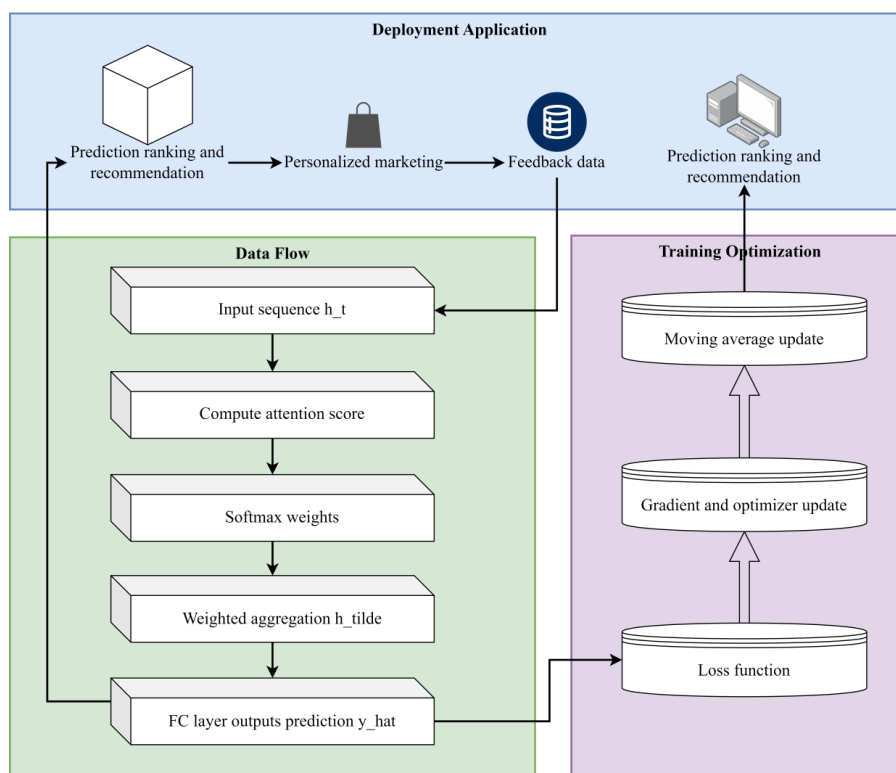 Deployment Application
Prediction ranking and
recommendation
Personalized marketing
Feedback data
Prediction ranking and
recommendation
Data Flow
Input sequence h_t
Compute attention score
Softmax weights
Weighted aggregation h_tilde
FC layer outputs prediction y_hat
Training Optimization
Moving average update
Gradient and optimizer update
Loss function